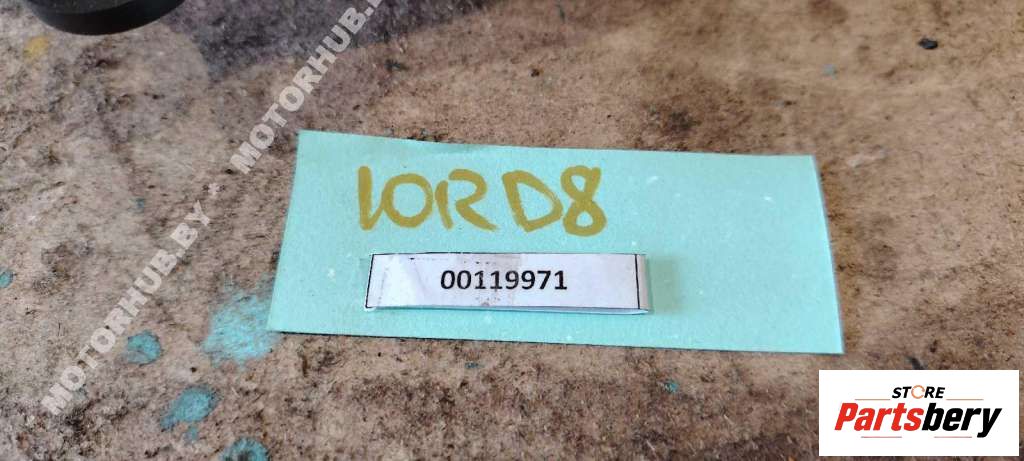 MOTORHUB.BY - MOTORHUB.BY
10RD8
00119971
STORE
Partsbery